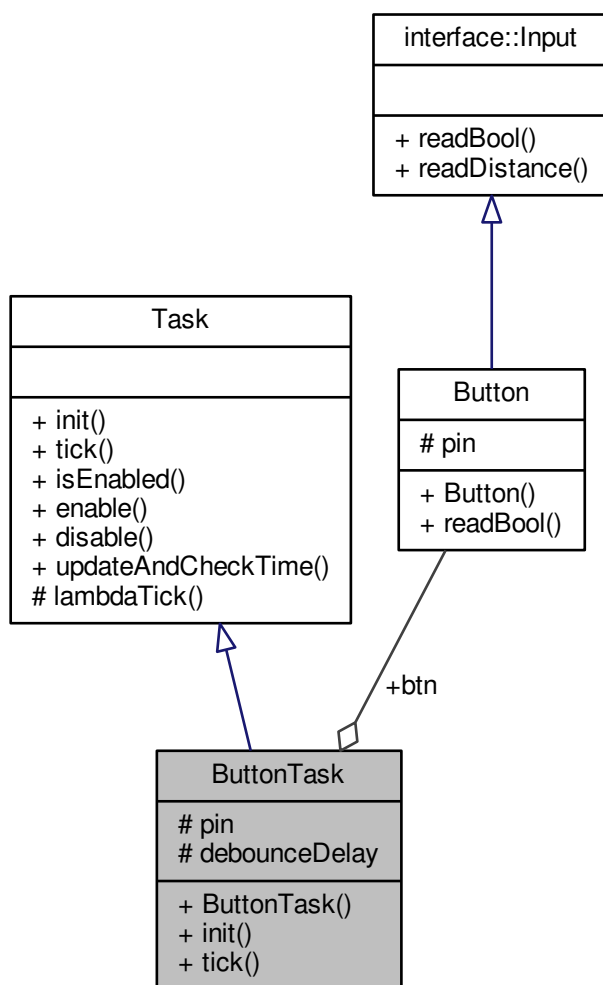 interface::Input
+ readBool()
+ readDistance()
Task
+ init()
+ tick()
+ isEnabled()
+ enable()
+ disable()
+ updateAndCheckTime()
# lambdaTick()
Button
# pin
+ Button()
+ readBool()
+btn
ButtonTask
# pin
# debounceDelay
+ ButtonTask()
+ init()
+ tick()